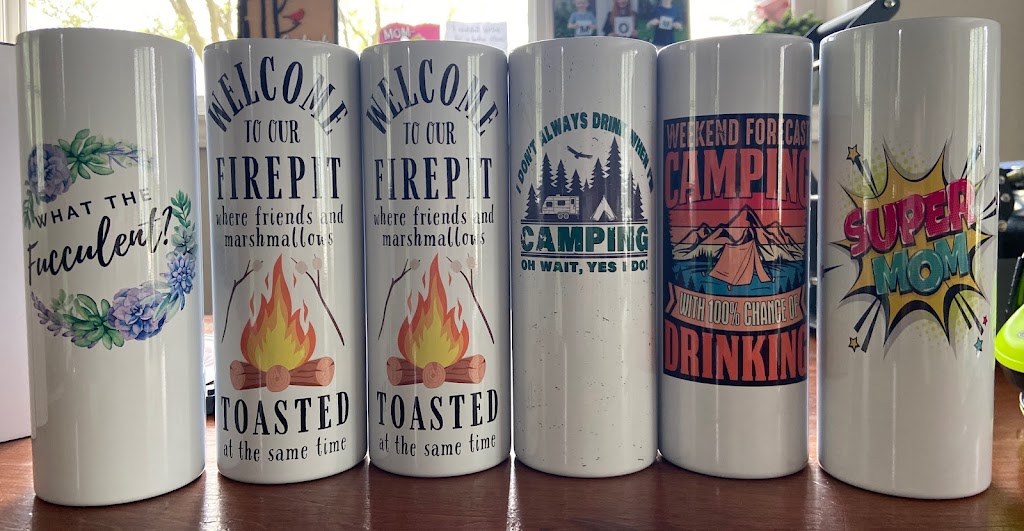 WHAT THE
Fucculent?
WELCOME
TO OUR
FIREPIT
where friends and
marshmallows
TOASTED
at the same time
WELCOME
TO OUR
FIREPIT
where friends and
marshmallows
TOASTED
at the same time
I DON'T ALWAYS DRINK WHEN I'M
CAMPING
OH WAIT, YES I DO!
WEEKEND FORECAST
CAMPING
WITH 100% CHANCE OF
DRINKING
SUPER
MOM
MOM